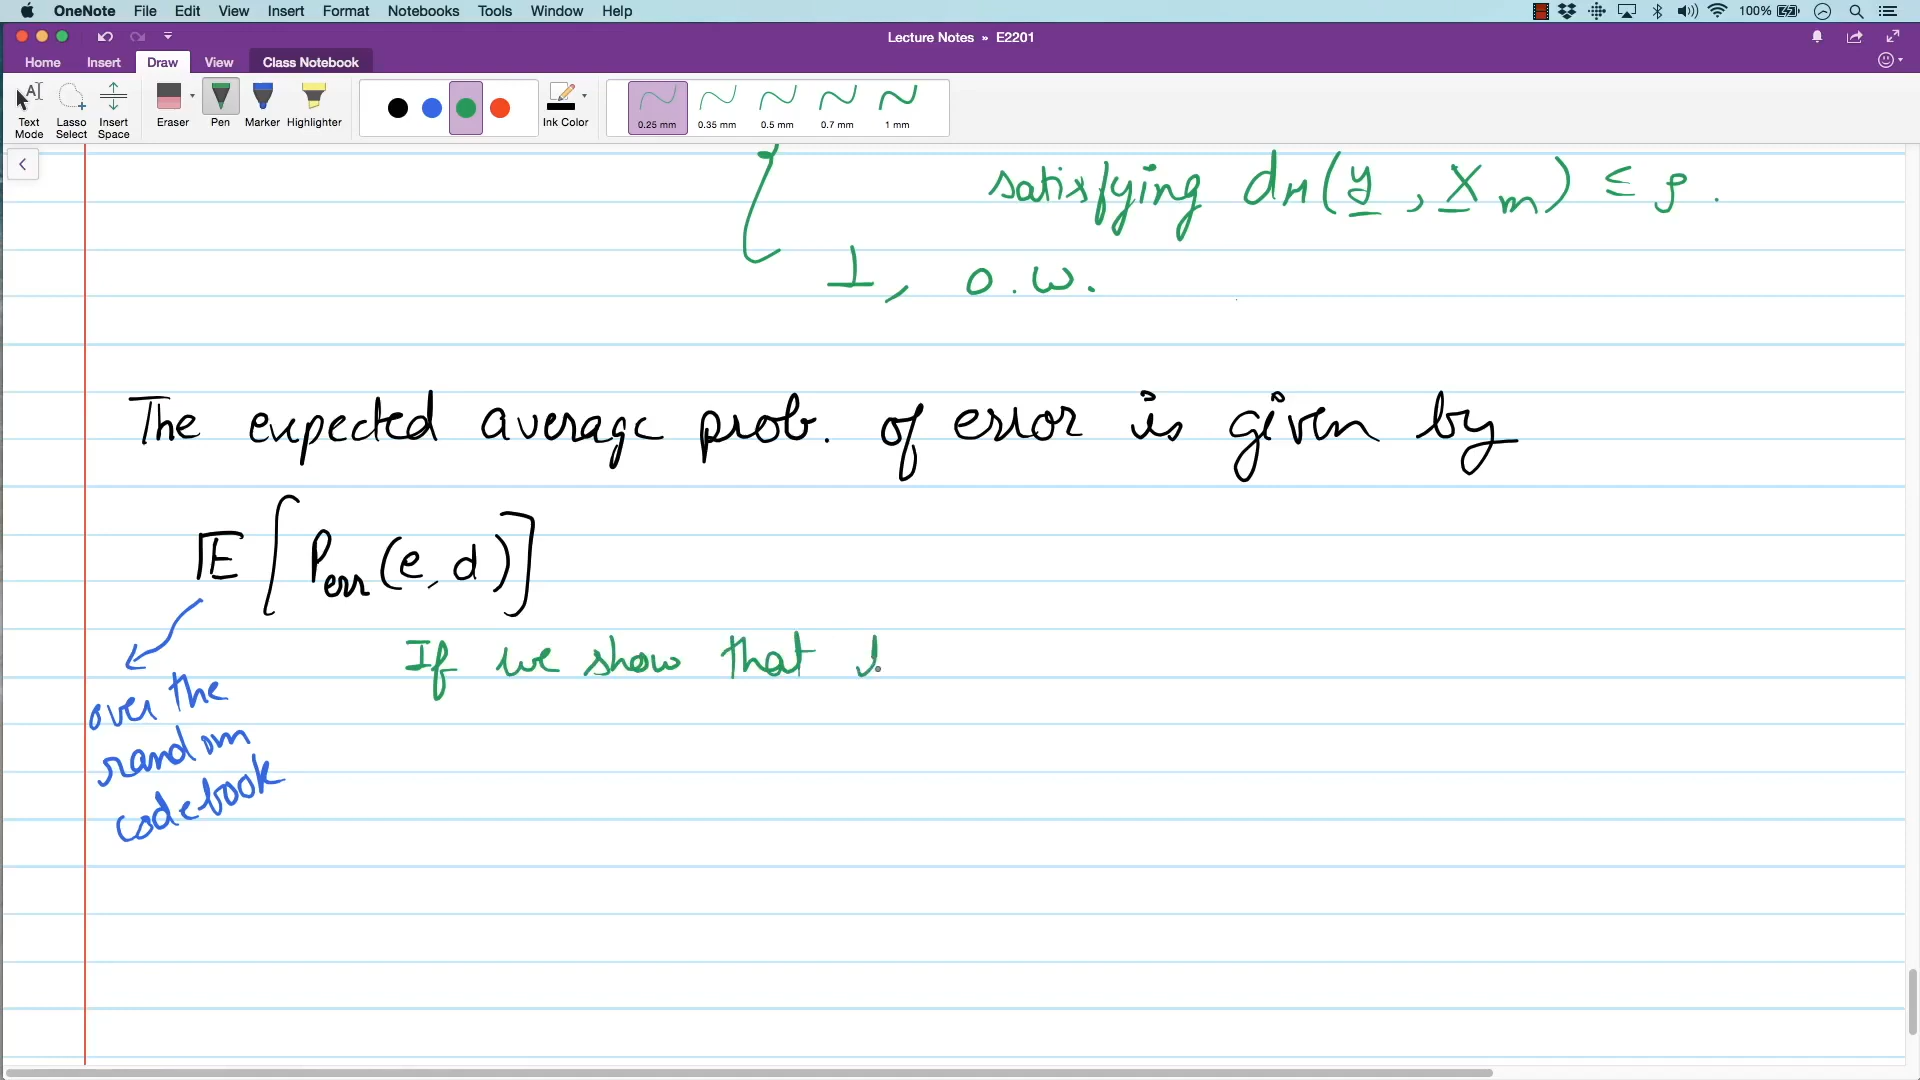 OneNote File Edit View Insert Format Notebooks Tools Window Help 100%
Lecture Notes » E2201
Home Insert Draw View Class Notebook
Text Mode Lasso Select Insert Space Eraser Pen Marker Highlighter Ink Color 0.25 mm 0.35 mm 0.5 mm 0.7 mm 1 mm
satisfying dH(y, Xm) ≤ ρ.
⊥, o.w.
The expected average prob. of error is given by
𝔼[Perr(e, d)]
If we show that
over the
random
codebook